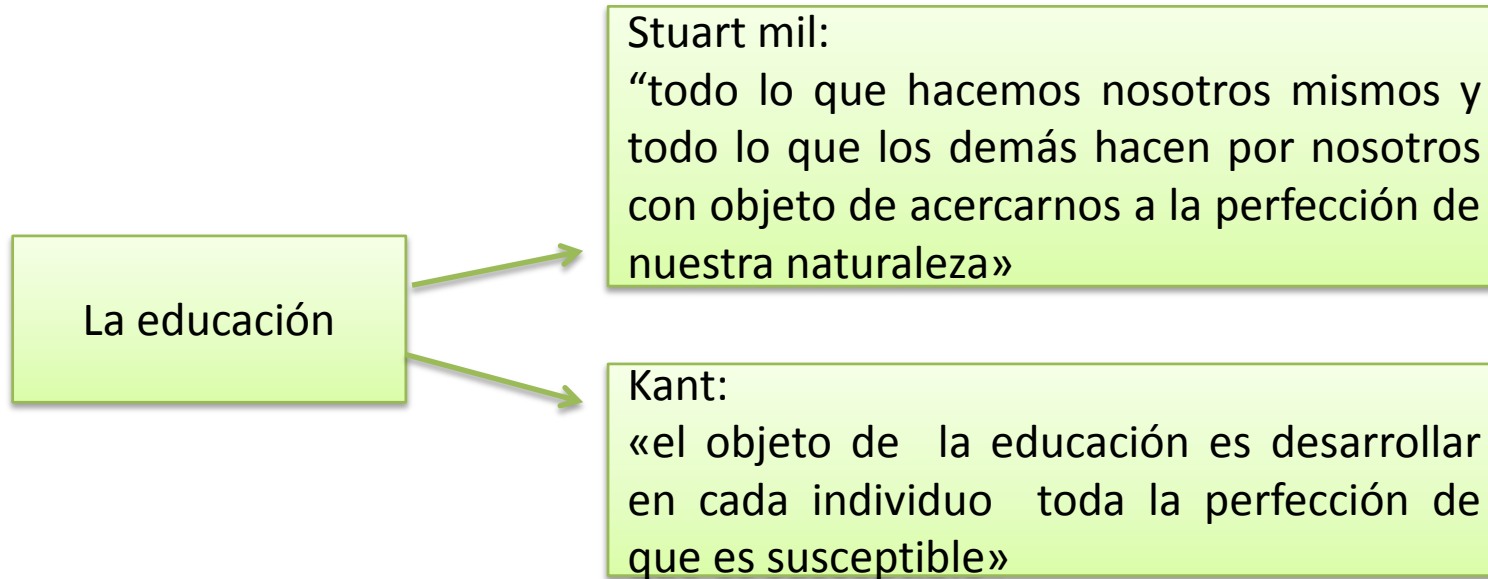 Stuart mil:
“todo lo que hacemos nosotros mismos y
todo lo que los demás hacen por nosotros
con objeto de acercarnos a la perfección de
nuestra naturaleza»
La educación
Kant:
«el objeto de la educación es desarrollar
en cada individuo toda la perfección de
que es susceptible»